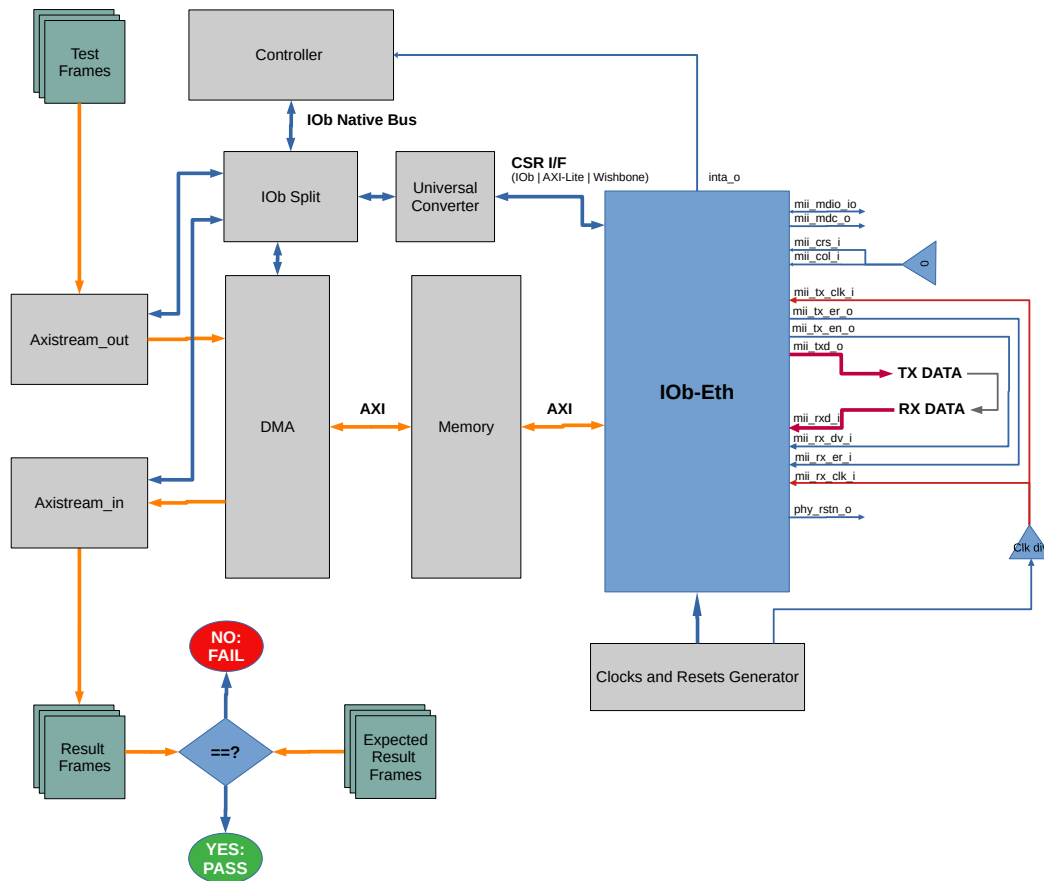 Test
Frames
Controller
IOb Native Bus
IOb Split
Universal
Converter
CSR I/F
(IOb | AXI-Lite | Wishbone)
inta_o
mii_mdio_io
mii_mdc_o
mii_crs_i
mii_col_i
0
mii_tx_clk_i
mii_tx_er_o
mii_tx_en_o
mii_txd_o
TX DATA
IOb-Eth
RX DATA
mii_rxd_i
mii_rx_dv_i
mii_rx_er_i
mii_rx_clk_i
phy_rstn_o
Clk div
Axistream_out
DMA
AXI
Memory
AXI
Axistream_in
Clocks and Resets Generator
NO:
FAIL
Result
Frames
==?
Expected
Result
Frames
YES:
PASS